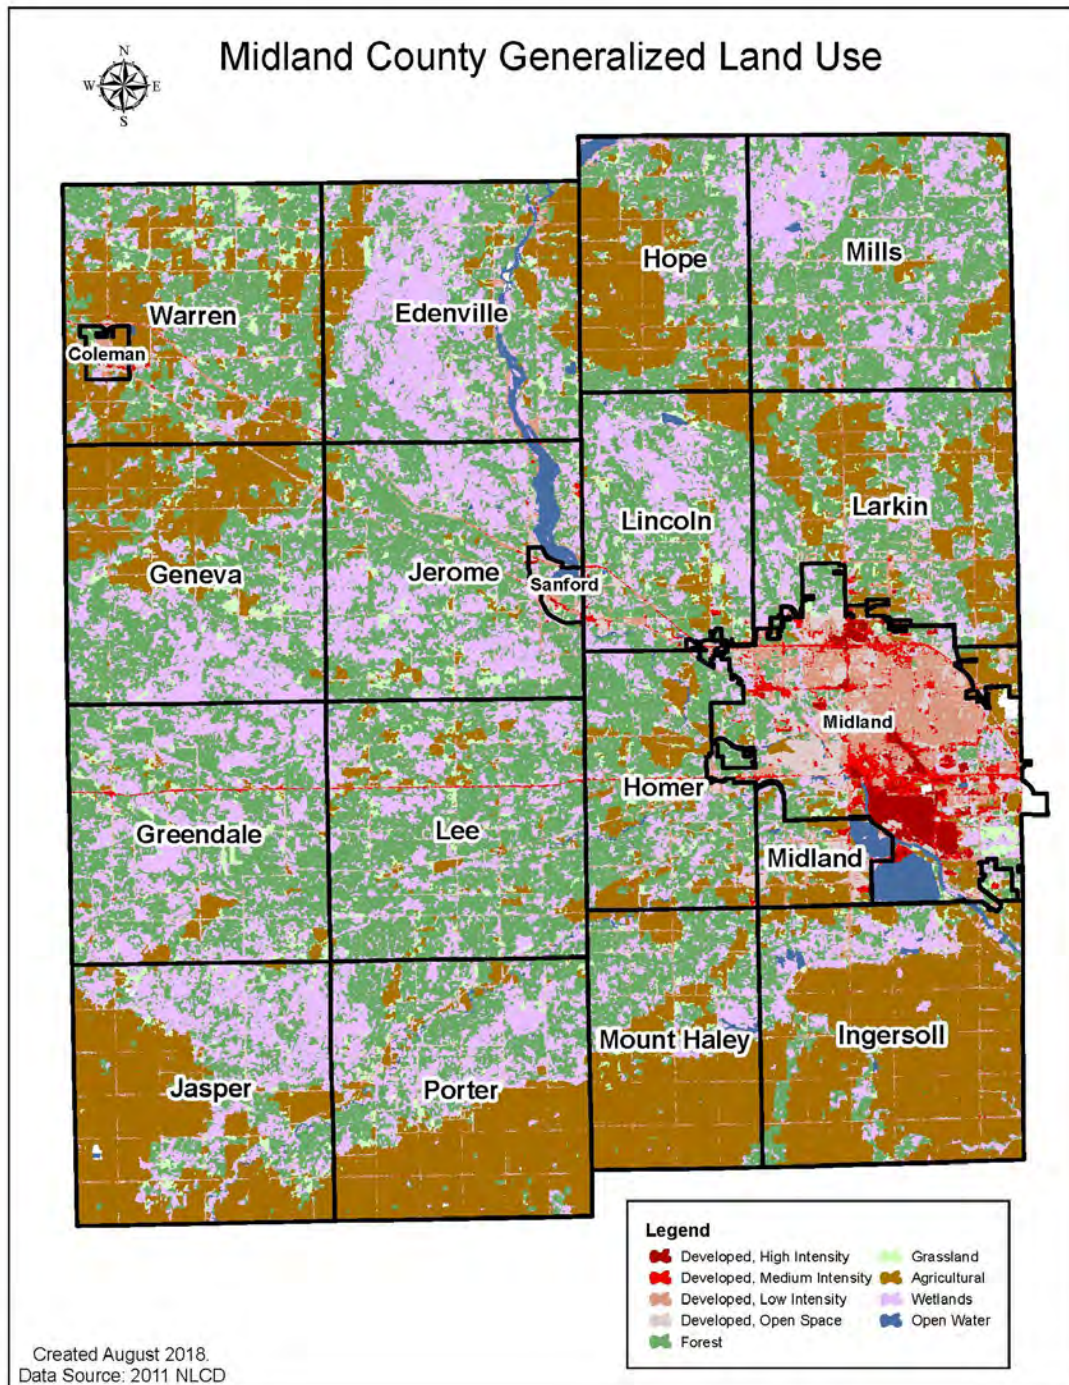 Midland County Generalized Land Use
N
W E
S
Hope
Mills
Warren
Edenville
Coleman
Lincoln
Larkin
Geneva
Jerome
Sanford
Midland
Homer
Greendale
Lee
Midland
Mount Haley
Ingersoll
Jasper
Porter
Legend
Developed, High Intensity
Developed, Medium Intensity
Developed, Low Intensity
Developed, Open Space
Forest
Grassland
Agricultural
Wetlands
Open Water
Created August 2018.
Data Source: 2011 NLCD